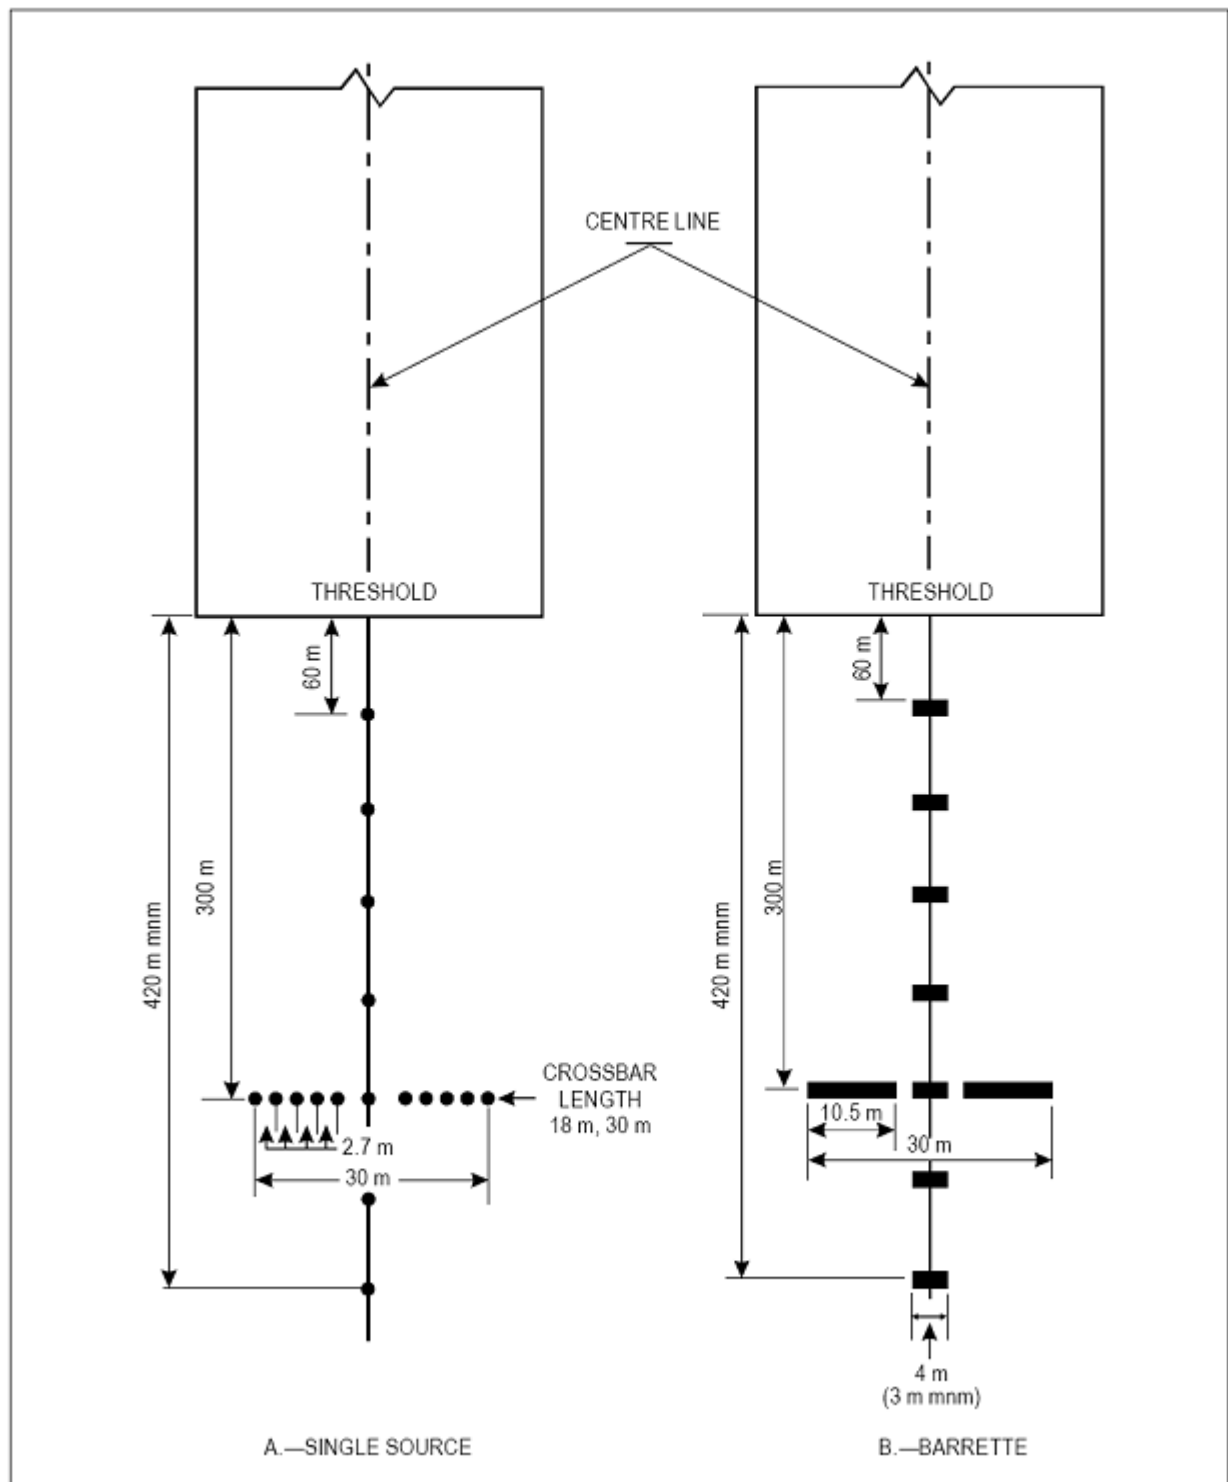 CENTRE LINE
THRESHOLD
THRESHOLD
60 m
60 m
300 m
300 m
420 m mnm
420 m mnm
CROSSBAR
LENGTH
18 m, 30 m
2.7 m
30 m
10.5 m
30 m
4 m
(3 m mnm)
A.—SINGLE SOURCE
B.—BARRETTE